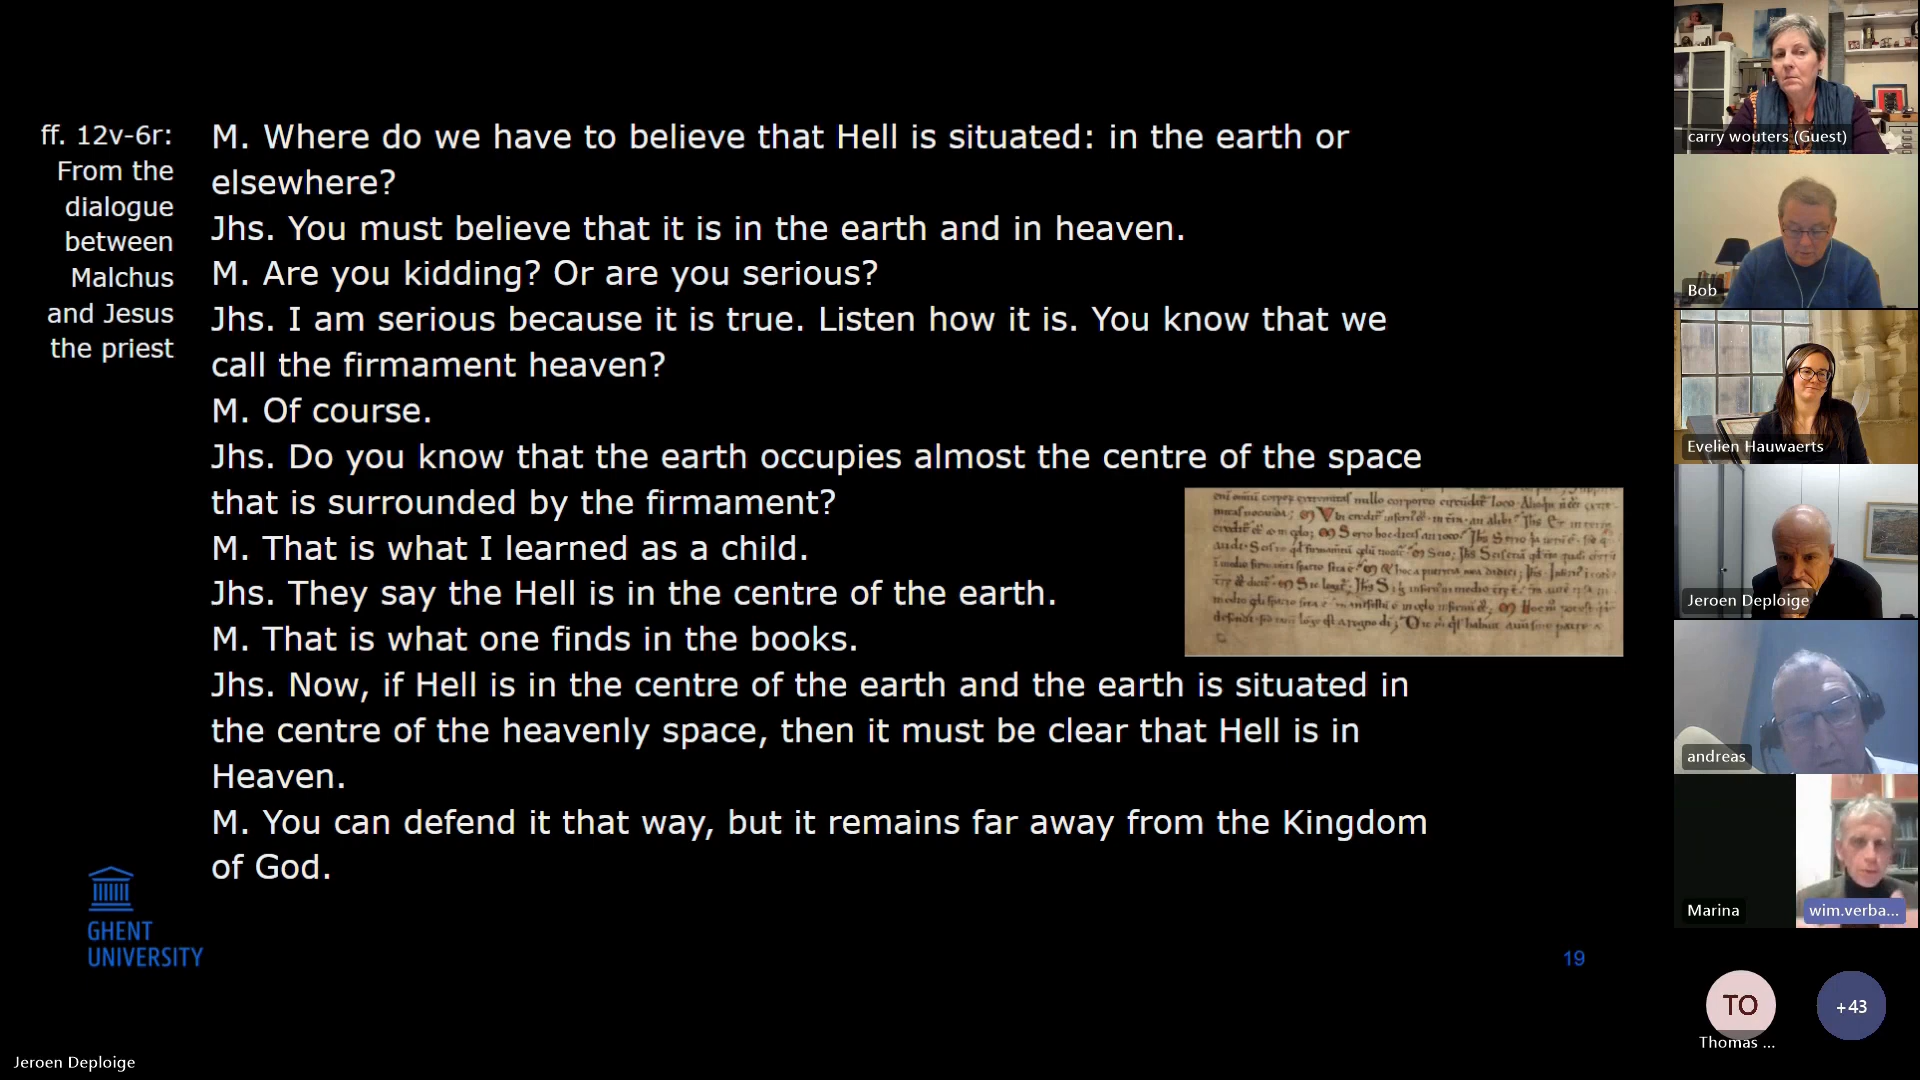 ff. 12v-6r:
From the
dialogue
between
Malchus
and Jesus
the priest
M. Where do we have to believe that Hell is situated: in the earth or
elsewhere?
Jhs. You must believe that it is in the earth and in heaven.
M. Are you kidding? Or are you serious?
Jhs. I am serious because it is true. Listen how it is. You know that we
call the firmament heaven?
M. Of course.
Jhs. Do you know that the earth occupies almost the centre of the space
that is surrounded by the firmament?
M. That is what I learned as a child.
Jhs. They say the Hell is in the centre of the earth.
M. That is what one finds in the books.
Jhs. Now, if Hell is in the centre of the earth and the earth is situated in
the centre of the heavenly space, then it must be clear that Hell is in
Heaven.
M. You can defend it that way, but it remains far away from the Kingdom
of God.
GHENT
UNIVERSITY
19
Jeroen Deploige
carry wouters (Guest)
Bob
Evelien Hauwaerts
Jeroen Deploige
andreas
Marina
wim.verba...
TO
Thomas ...
+43